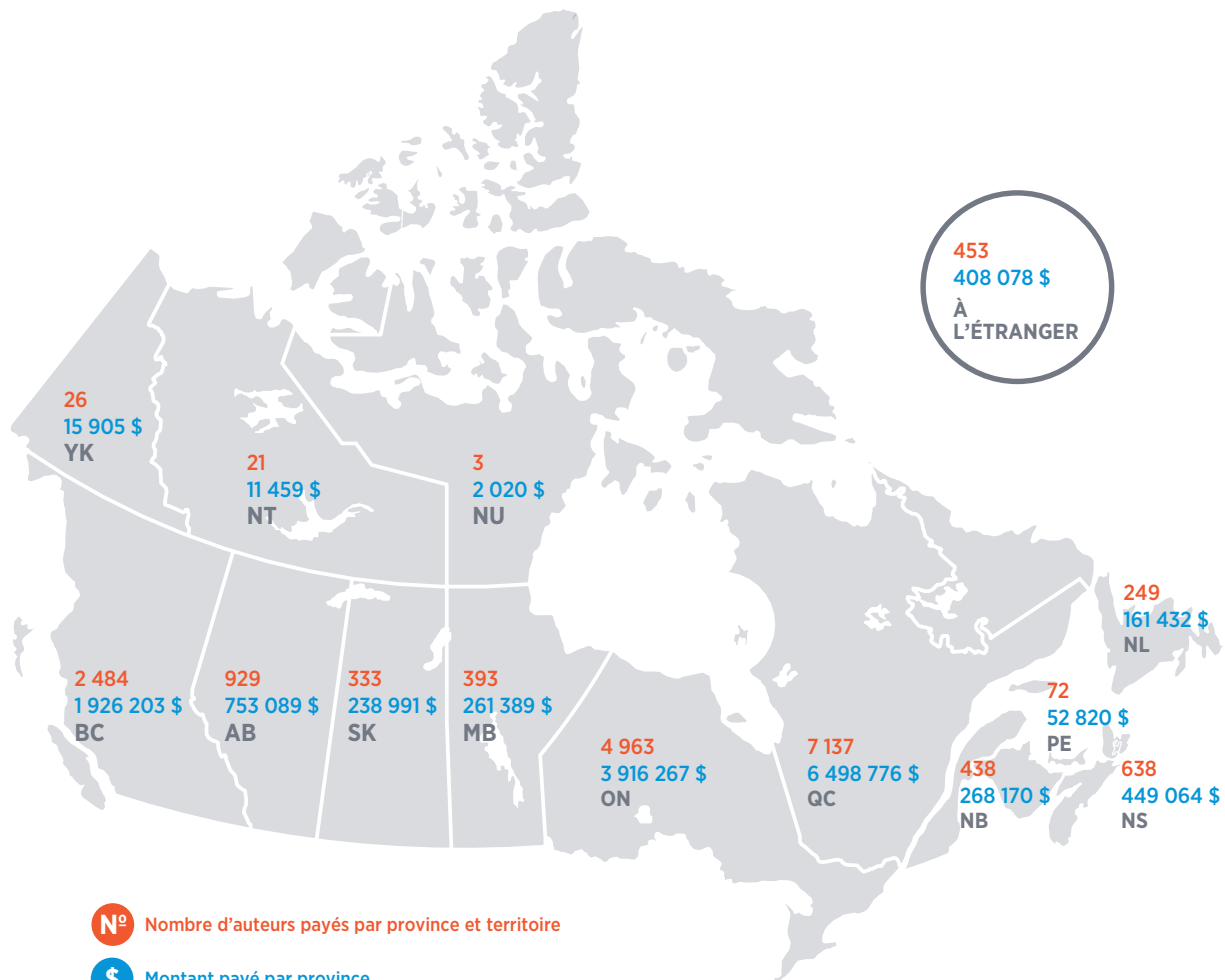 453
408 078 $
À
L'ÉTRANGER
26
15 905 $
YK
21
11 459 $
NT
3
2 020 $
NU
249
161 432 $
NL
2 484
1 926 203 $
BC
929
753 089 $
AB
333
238 991 $
SK
393
261 389 $
MB
4 963
3 916 267 $
ON
7 137
6 498 776 $
QC
72
52 820 $
PE
438
268 170 $
NB
638
449 064 $
NS
Nº Nombre d'auteurs payés par province et territoire
$ Montant payé par province